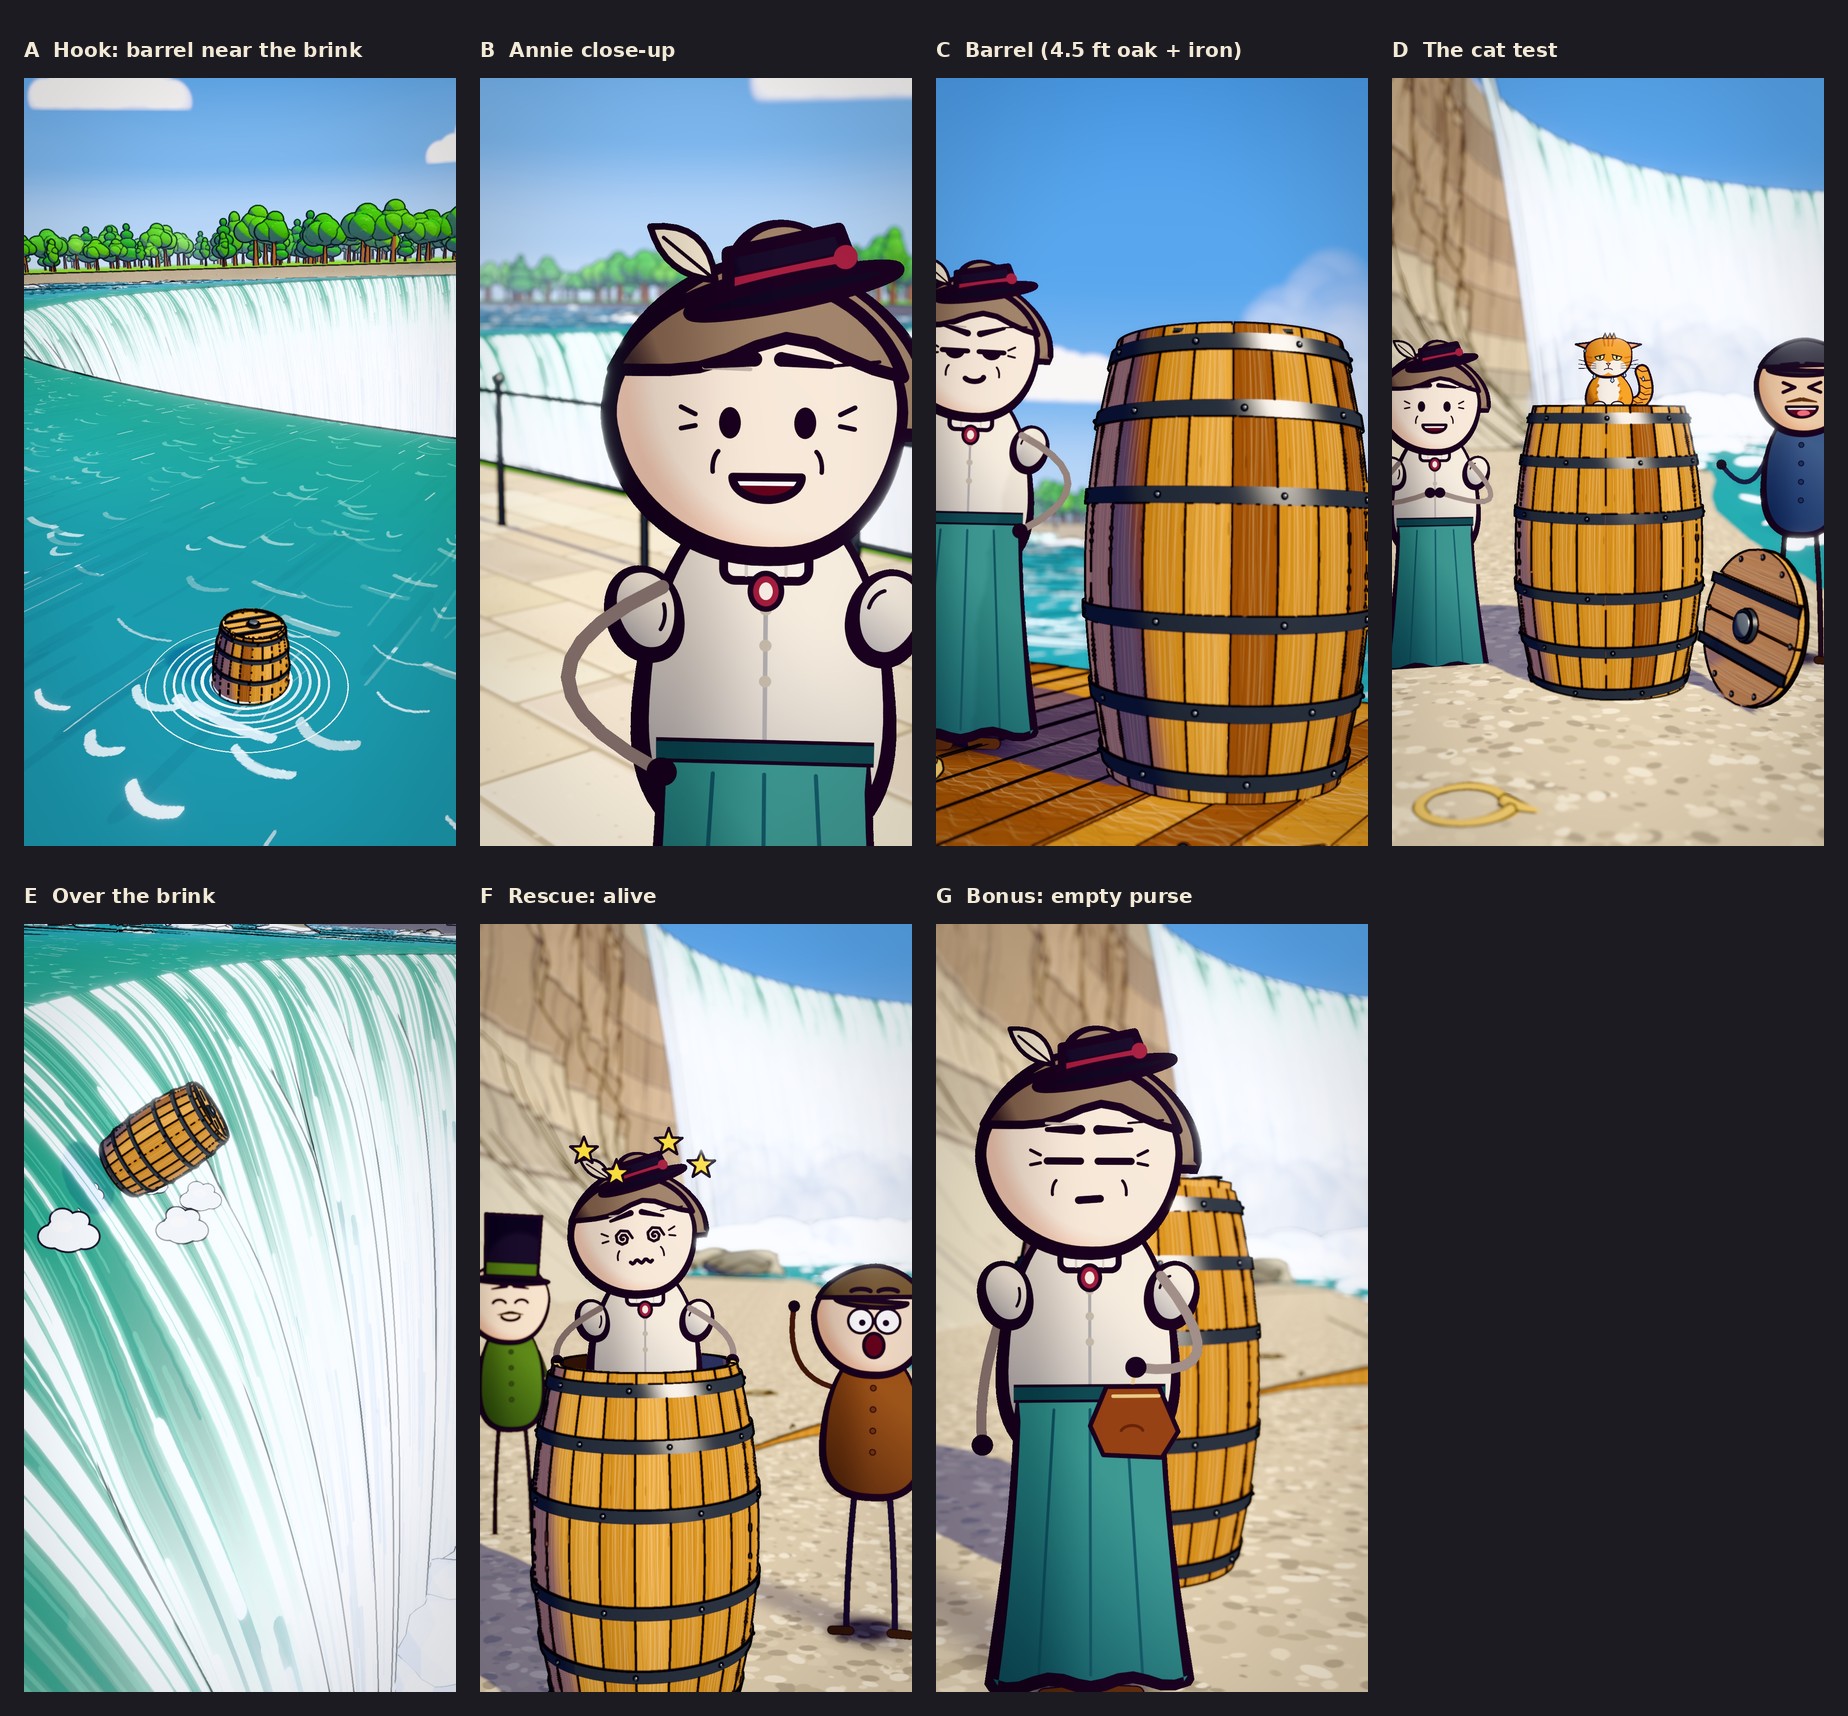 A Hook: barrel near the brink
B Annie close-up
C Barrel (4.5 ft oak + iron)
D The cat test
E Over the brink
F Rescue: alive
G Bonus: empty purse